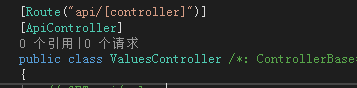 [Route("api/[controller]")]
[ApiController]
0 个引用|0 个请求
public class ValuesController /*: ControllerBase
{